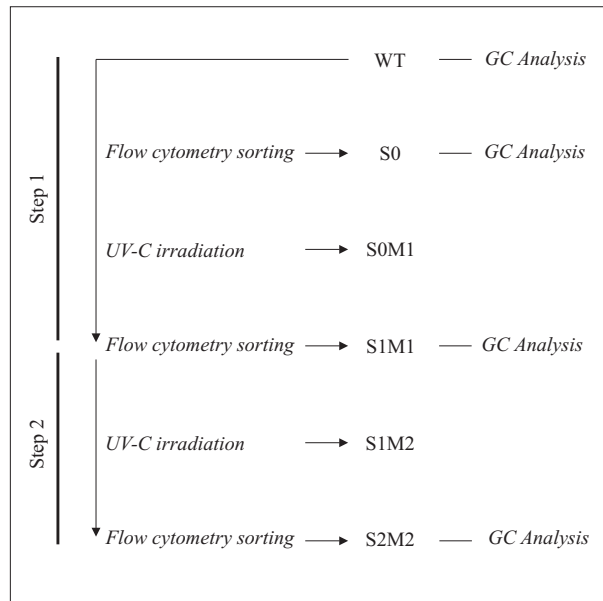 WT GC Analysis
Flow cytometry sorting S0 GC Analysis
Step 1
UV-C irradiation S0M1
Flow cytometry sorting S1M1 GC Analysis
Step 2
UV-C irradiation S1M2
Flow cytometry sorting S2M2 GC Analysis